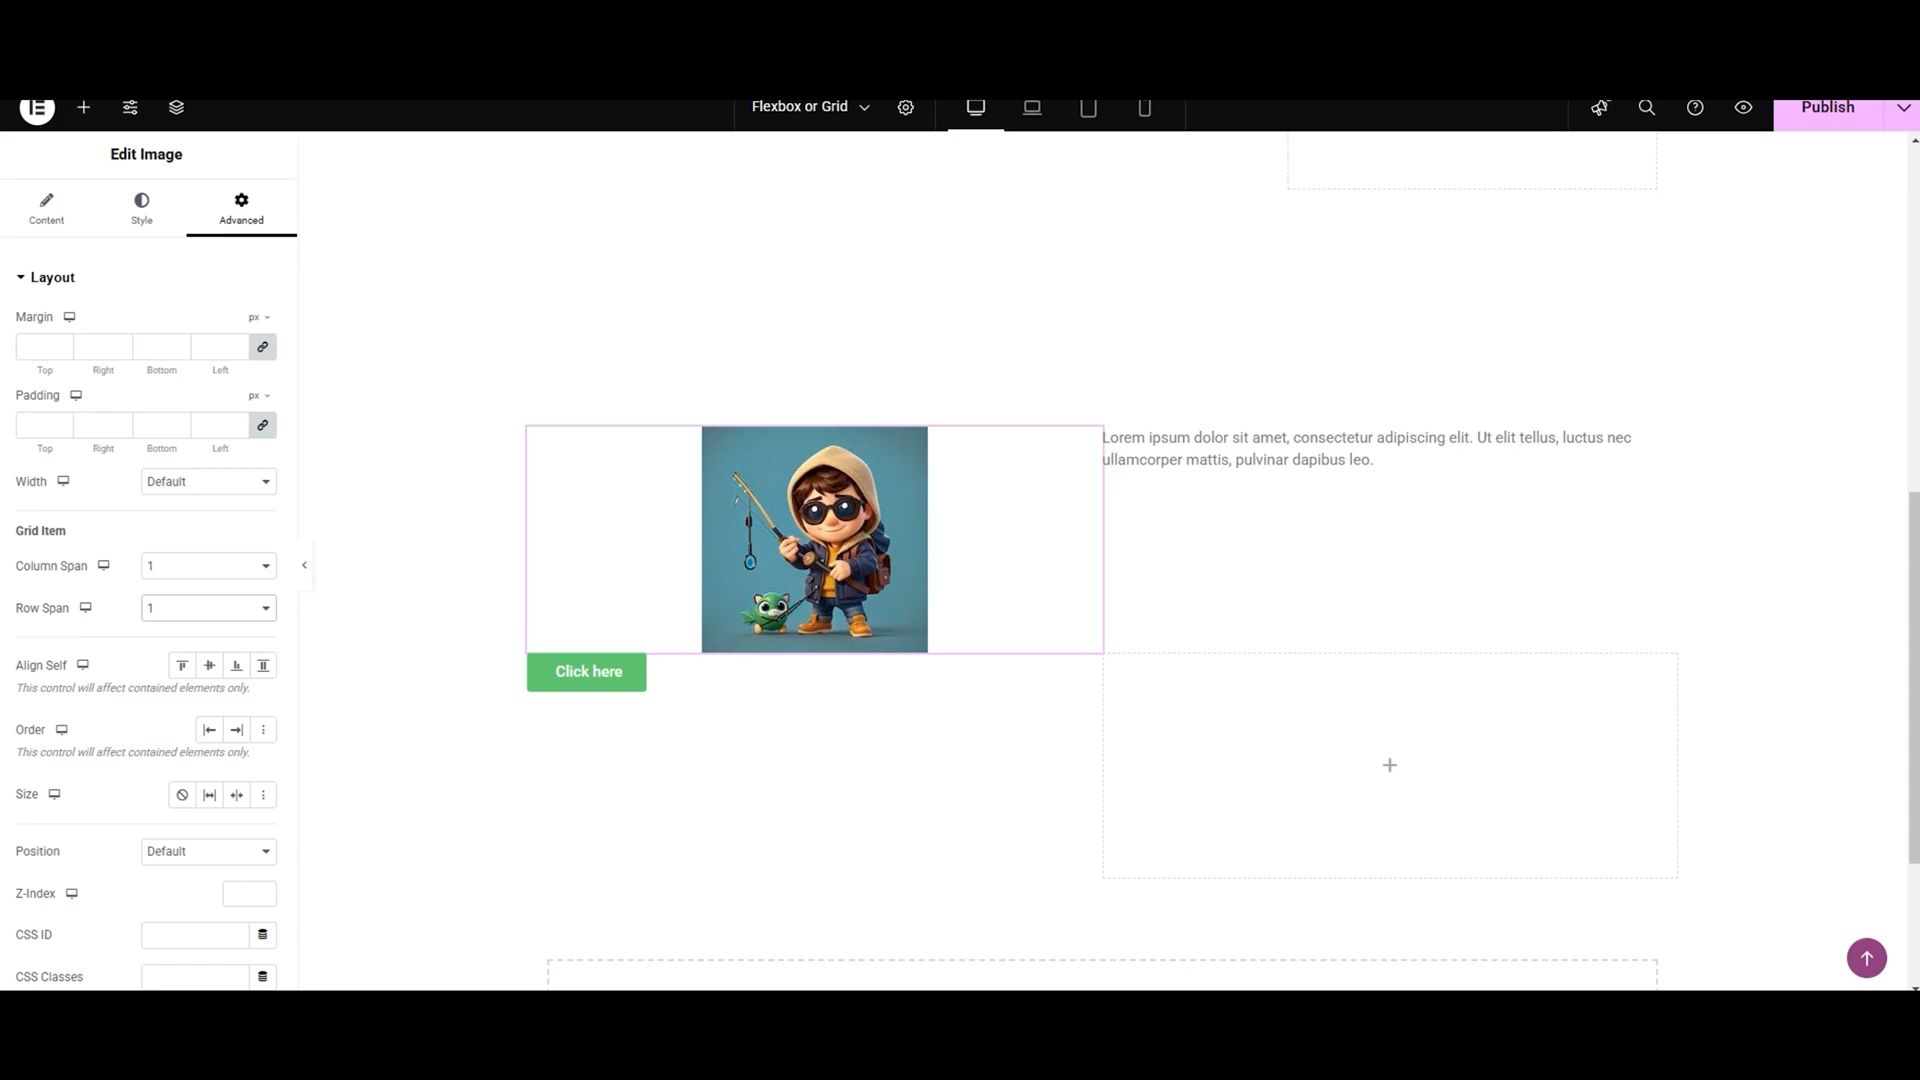 Flexbox or Grid
Publish
Edit Image
Content
Style
Advanced
Layout
Margin
px
Top
Right
Bottom
Left
Padding
px
Top
Right
Bottom
Left
Width
Default
Grid Item
Column Span
1
Row Span
1
Align Self
This control will affect contained elements only.
Order
This control will affect contained elements only.
Size
Position
Default
Z-Index
CSS ID
CSS Classes
Lorem ipsum dolor sit amet, consectetur adipiscing elit. Ut elit tellus, luctus nec
ullamcorper mattis, pulvinar dapibus leo.
Click here